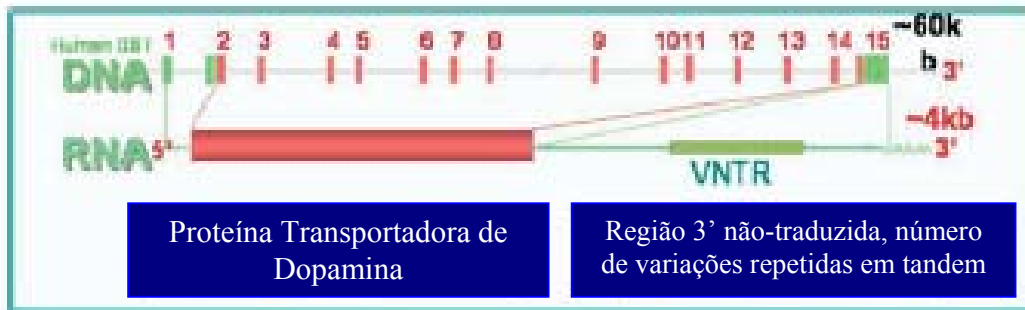 Human
1 2 3 4 5 6 7 8 9 10 11 12 13 14 15 ~60k
DNA b 3'
~4kb
RNA 5' 3'
VNTR
Proteína Transportadora de
Dopamina
Região 3' não-traduzida, número
de variações repetidas em tandem